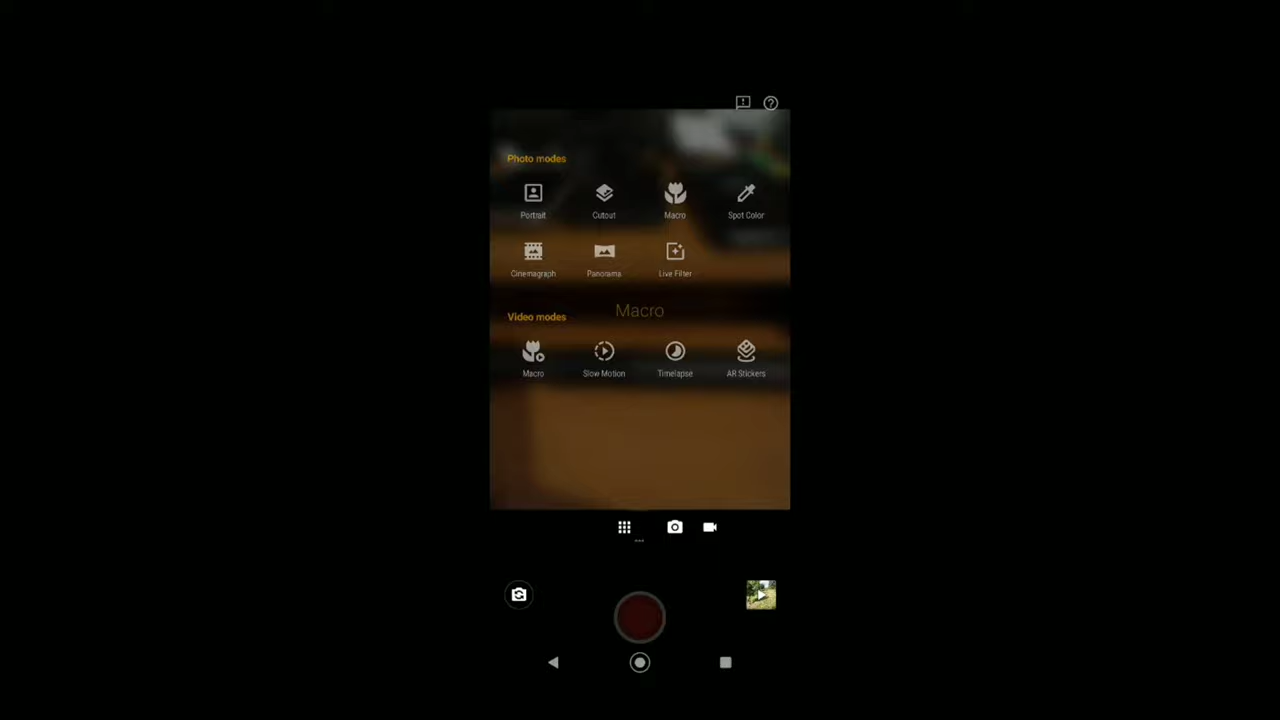 Photo modes
Portrait Cutout Macro Spot Color
Cinemagraph Panorama Live Filter
Macro
Video modes
Macro Slow Motion Timelapse AR Stickers